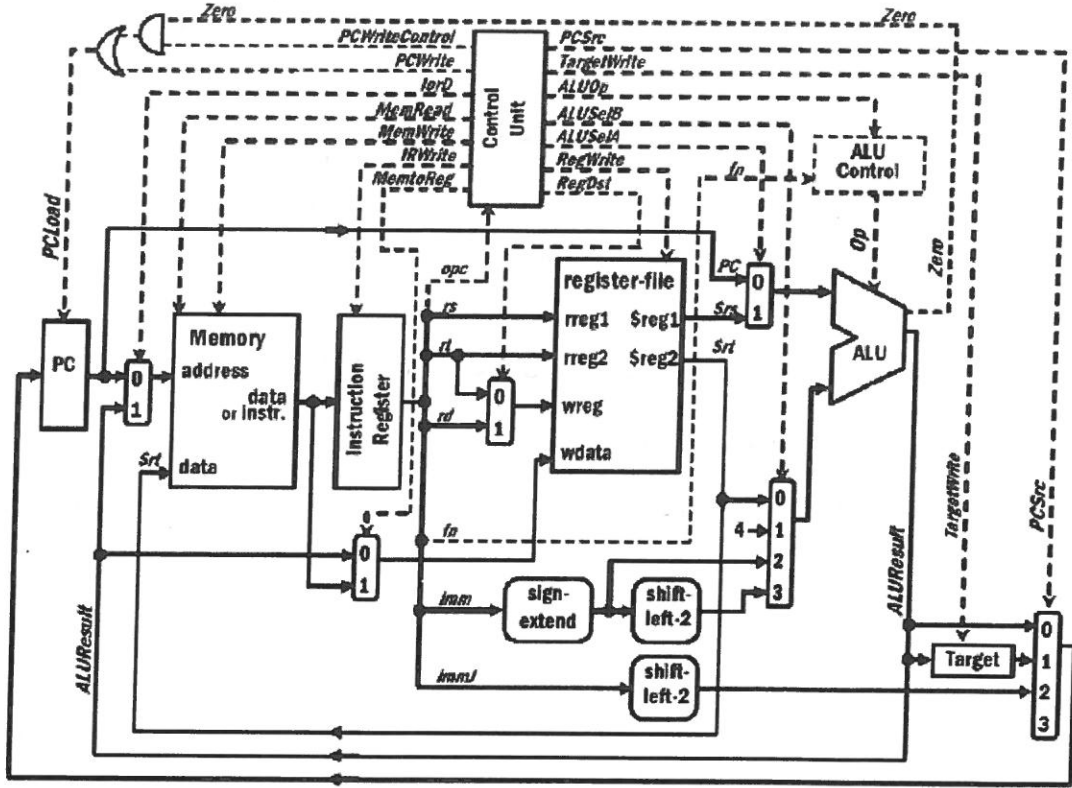 Zero
Zero
PCWriteControl
PCWrite
IorD
MemRead
MemWrite
IRWrite
MemtoReg
Control
Unit
PCSrc
TargetWrite
ALUOp
ALUSelB
ALUSelA
RegWrite
RegDst
fn
ALU
Control
PCLoad
Op
Zero
opc
PC
Memory
address
data
or Instr.
data
$rt
PC
0
1
Instruction
Register
rs
rt
rd
0
1
register-file
rreg1
$reg1
rreg2
$reg2
wreg
wdata
$rs
$rt
0
1
ALU
0
1
2
3
4
fn
0
1
imm
sign-
extend
shift-
left-2
immJ
shift-
left-2
ALUResult
ALUResult
TargetWrite
PCSrc
Target
0
1
2
3